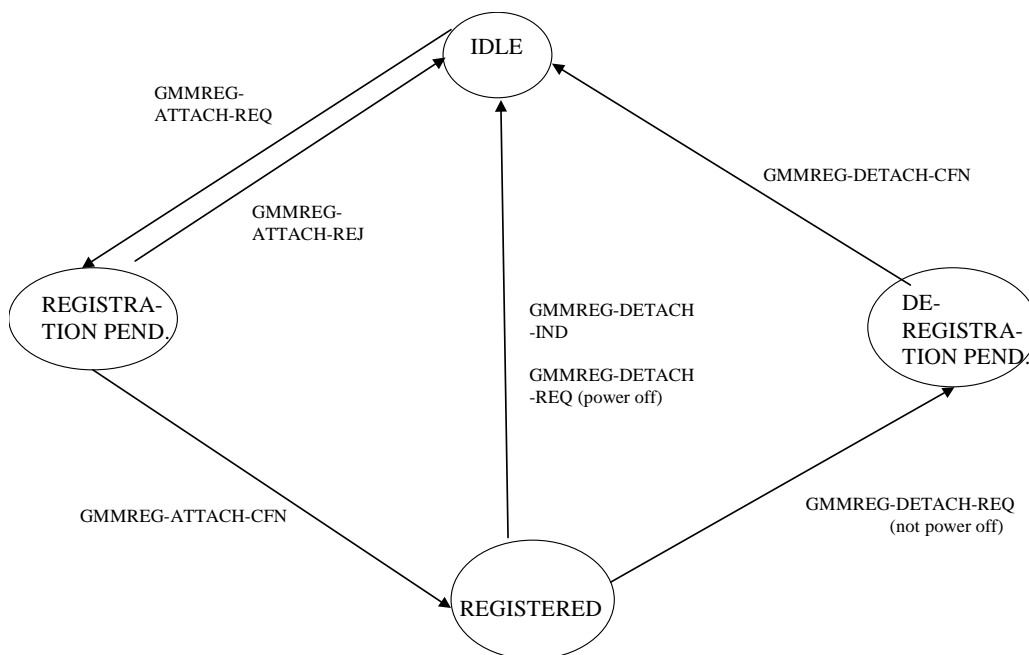 IDLE
GMMREG-
ATTACH-REQ
GMMREG-DETACH-CFN
GMMREG-
ATTACH-REJ
REGISTRA-
TION PEND.
GMMREG-DETACH
-IND
GMMREG-DETACH
-REQ (power off)
DE-
REGISTRA-
TION PEND.
GMMREG-ATTACH-CFN
GMMREG-DETACH-REQ
(not power off)
REGISTERED